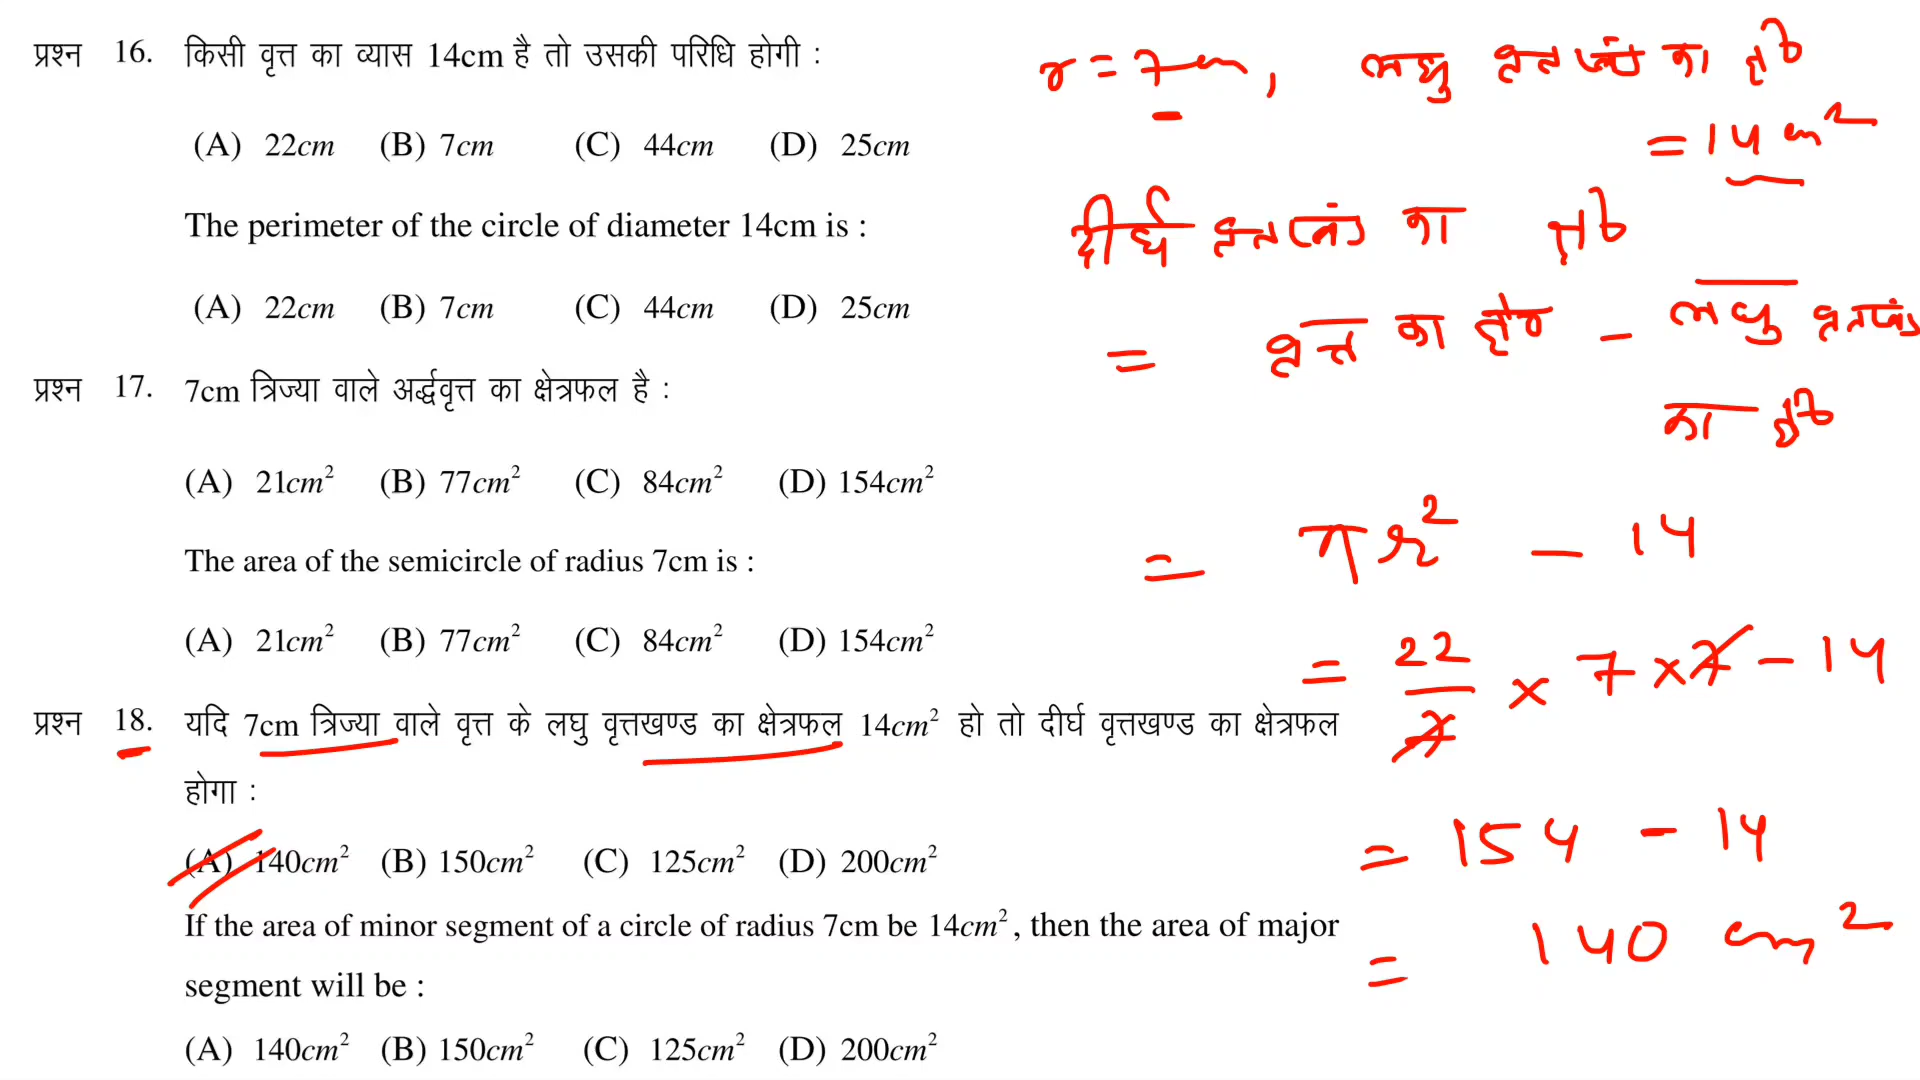 प्रश्न 16. किसी वृत्त का व्यास 14cm है तो उसकी परिधि होगी :
(A) 22cm (B) 7cm (C) 44cm (D) 25cm
The perimeter of the circle of diameter 14cm is :
(A) 22cm (B) 7cm (C) 44cm (D) 25cm
प्रश्न 17. 7cm त्रिज्या वाले अर्द्धवृत्त का क्षेत्रफल है :
(A) 21cm² (B) 77cm² (C) 84cm² (D) 154cm²
The area of the semicircle of radius 7cm is :
(A) 21cm² (B) 77cm² (C) 84cm² (D) 154cm²
प्रश्न 18. यदि 7cm त्रिज्या वाले वृत्त के लघु वृत्तखण्ड का क्षेत्रफल 14cm² हो तो दीर्घ वृत्तखण्ड का क्षेत्रफल
होगा :
(A) 140cm² (B) 150cm² (C) 125cm² (D) 200cm²
If the area of minor segment of a circle of radius 7cm be 14cm², then the area of major
segment will be :
(A) 140cm² (B) 150cm² (C) 125cm² (D) 200cm²
r = 7cm, लघु का
= 14 cm²
दीर्घ का
= वृत्त का - लघु
का
= πr² - 14
= 22/7 × 7 × 7 - 14
= 154 - 14
= 140 cm²